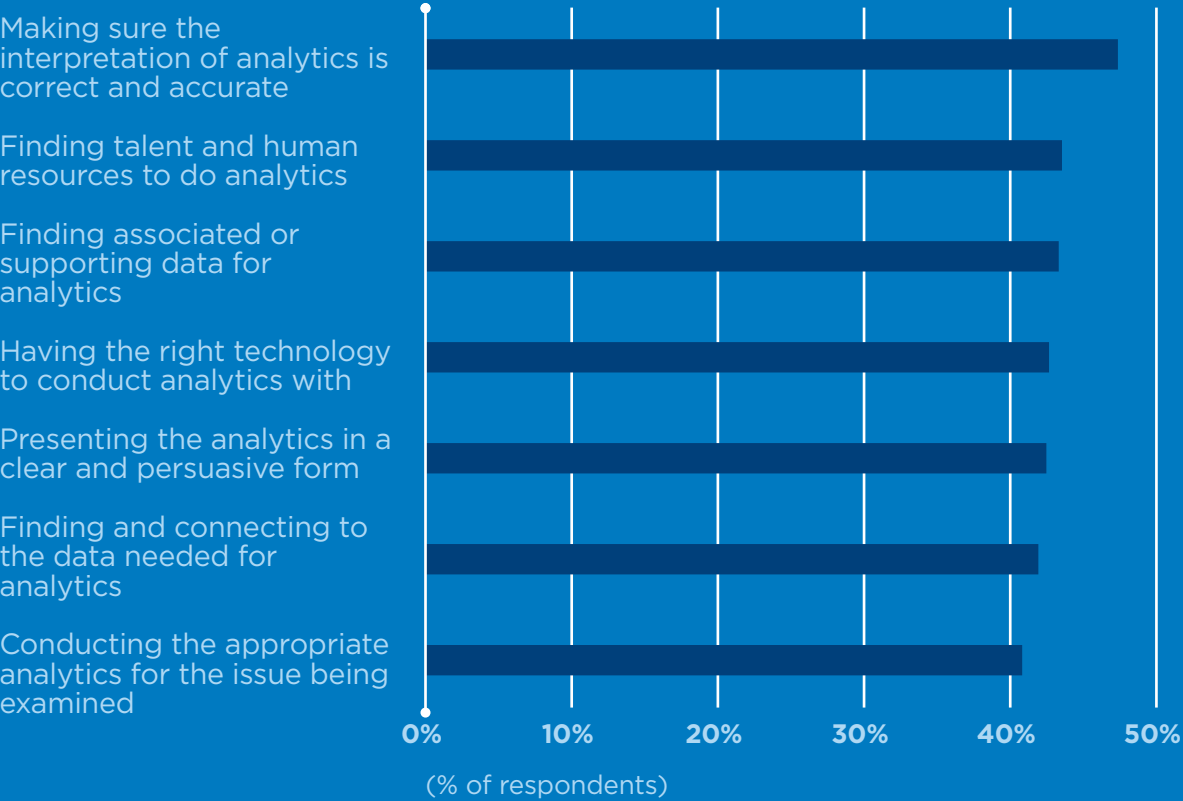 Making sure the
interpretation of analytics is
correct and accurate
Finding talent and human
resources to do analytics
Finding associated or
supporting data for
analytics
Having the right technology
to conduct analytics with
Presenting the analytics in a
clear and persuasive form
Finding and connecting to
the data needed for
analytics
Conducting the appropriate
analytics for the issue being
examined
0% 10% 20% 30% 40% 50%
(% of respondents)